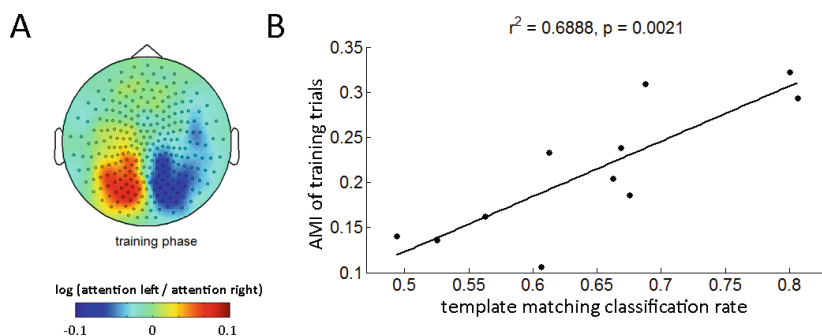 A
training phase
log (attention left / attention right)
-0.1 0 0.1
B
r² = 0.6888, p = 0.0021
AMI of training trials
0.35
0.3
0.25
0.2
0.15
0.1
0.5 0.55 0.6 0.65 0.7 0.75 0.8
template matching classification rate